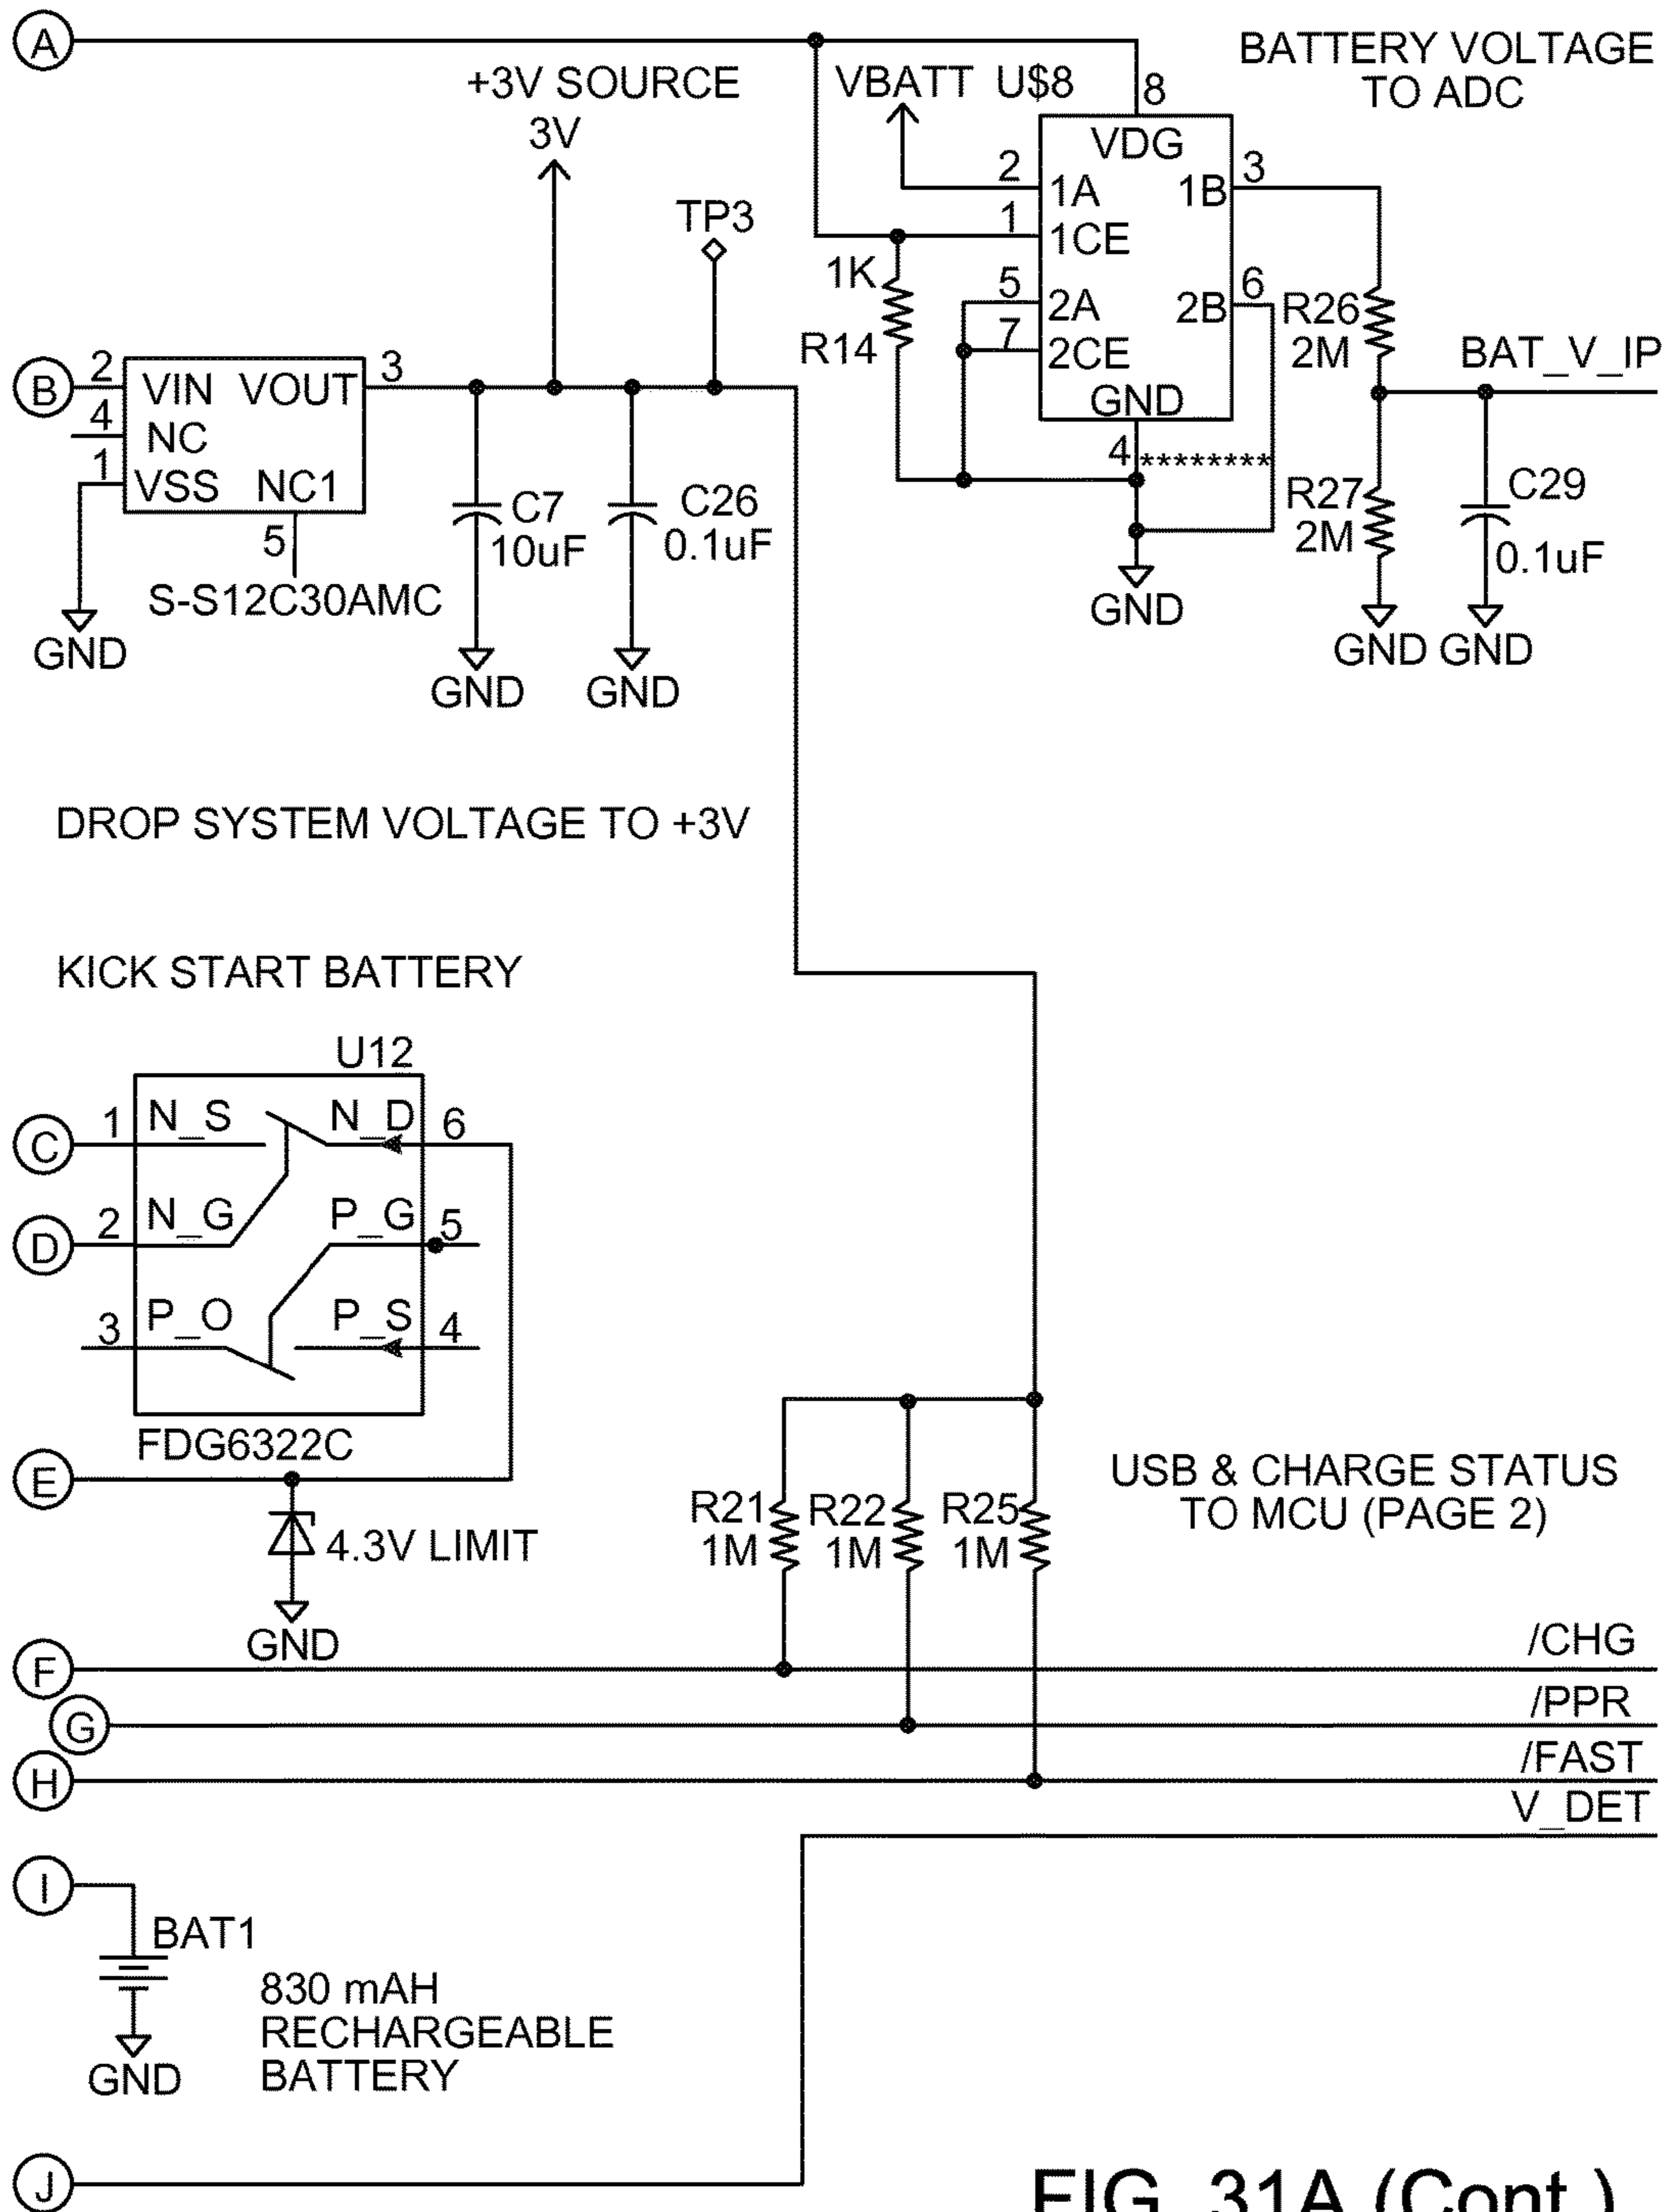 A
BATTERY VOLTAGE
TO ADC
+3V SOURCE
3V
VBATT U$8
8
VDG
2
1A
1B
3
TP3
1
1CE
1K
R14
5
2A
2B
6
7
2CE
R26
2M
BAT_V_IP
GND
4
********
B
2
VIN
VOUT
3
4
NC
1
VSS
NC1
5
S-S12C30AMC
GND
C7
10uF
C26
0.1uF
GND
GND
GND
R27
2M
C29
0.1uF
GND
GND
DROP SYSTEM VOLTAGE TO +3V
KICK START BATTERY
U12
C
1
N_S
N_D
6
D
2
N_G
P_G
5
3
P_O
P_S
4
FDG6322C
E
4.3V LIMIT
GND
R21
1M
R22
1M
R25
1M
USB & CHARGE STATUS
TO MCU (PAGE 2)
F
/CHG
G
/PPR
H
/FAST
V_DET
I
BAT1
830 mAH
RECHARGEABLE
BATTERY
GND
J
FIG. 31A (Cont.)